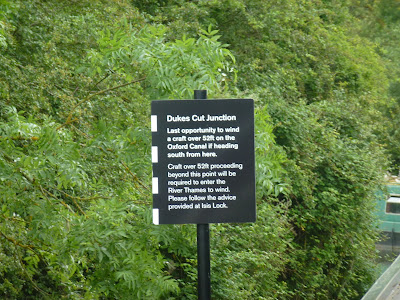 Dukes Cut Junction
Last opportunity to wind
a craft over 52ft on the
Oxford Canal if heading
south from here.
Craft over 52ft proceeding
beyond this point will be
required to enter the
River Thames to wind.
Please follow the advice
provided at Isis Lock.